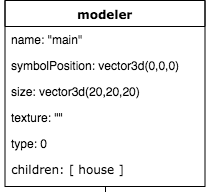 modeler
name: "main"
symbolPosition: vector3d(0,0,0)
size: vector3d(20,20,20)
texture: ""
type: 0
children: [ house ]